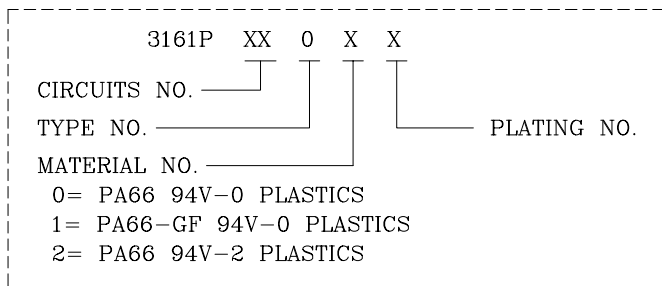 3161P XX 0 X X
CIRCUITS NO.
TYPE NO.
PLATING NO.
MATERIAL NO.
0= PA66 94V-0 PLASTICS
1= PA66-GF 94V-0 PLASTICS
2= PA66 94V-2 PLASTICS